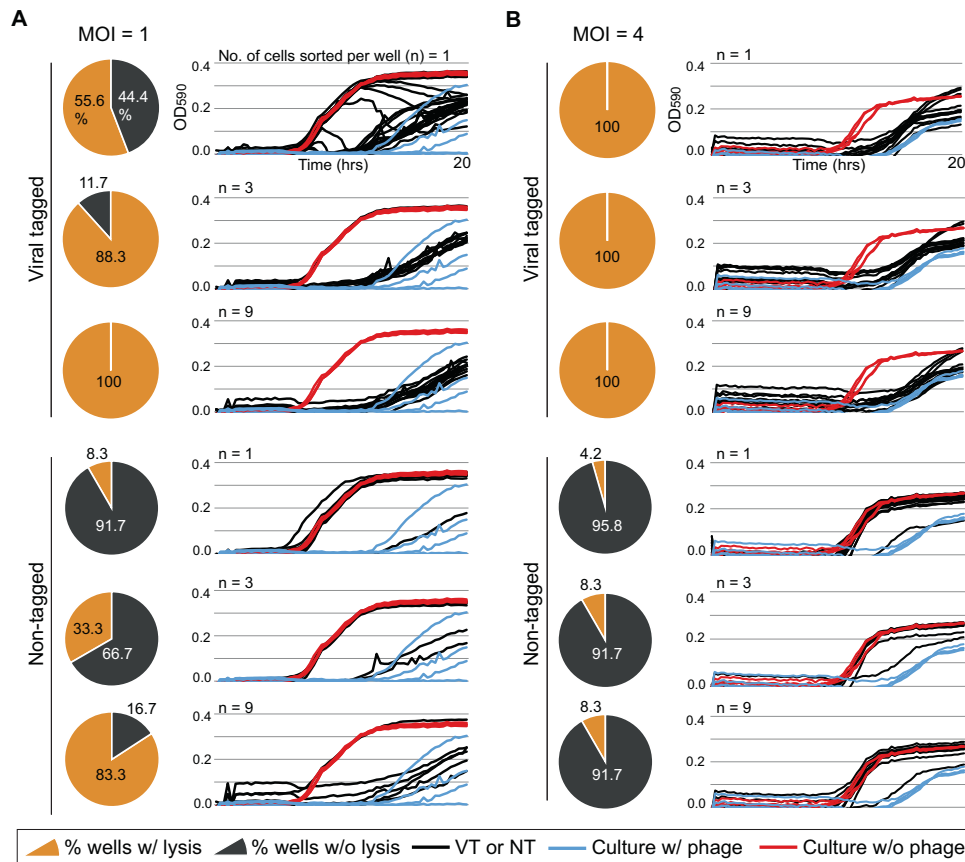 A
MOI = 1
Viral tagged
55.6
%
44.4
%
No. of cells sorted per well (n) = 1
OD590
0.4
0.2
0.0
Time (hrs)
20
11.7
88.3
n = 3
0.4
0.2
0.0
100
n = 9
0.4
0.2
0.0
Non-tagged
8.3
91.7
n = 1
0.4
0.2
0.0
33.3
66.7
n = 3
0.4
0.2
0.0
16.7
83.3
n = 9
0.4
0.2
0.0
B
MOI = 4
Viral tagged
100
n = 1
OD590
0.4
0.2
0.0
Time (hrs)
20
100
n = 3
0.4
0.2
0.0
100
n = 9
0.4
0.2
0.0
Non-tagged
4.2
95.8
n = 1
0.4
0.2
0.0
8.3
91.7
n = 3
0.4
0.2
0.0
8.3
91.7
n = 9
0.4
0.2
0.0
% wells w/ lysis % wells w/o lysis VT or NT Culture w/ phage Culture w/o phage